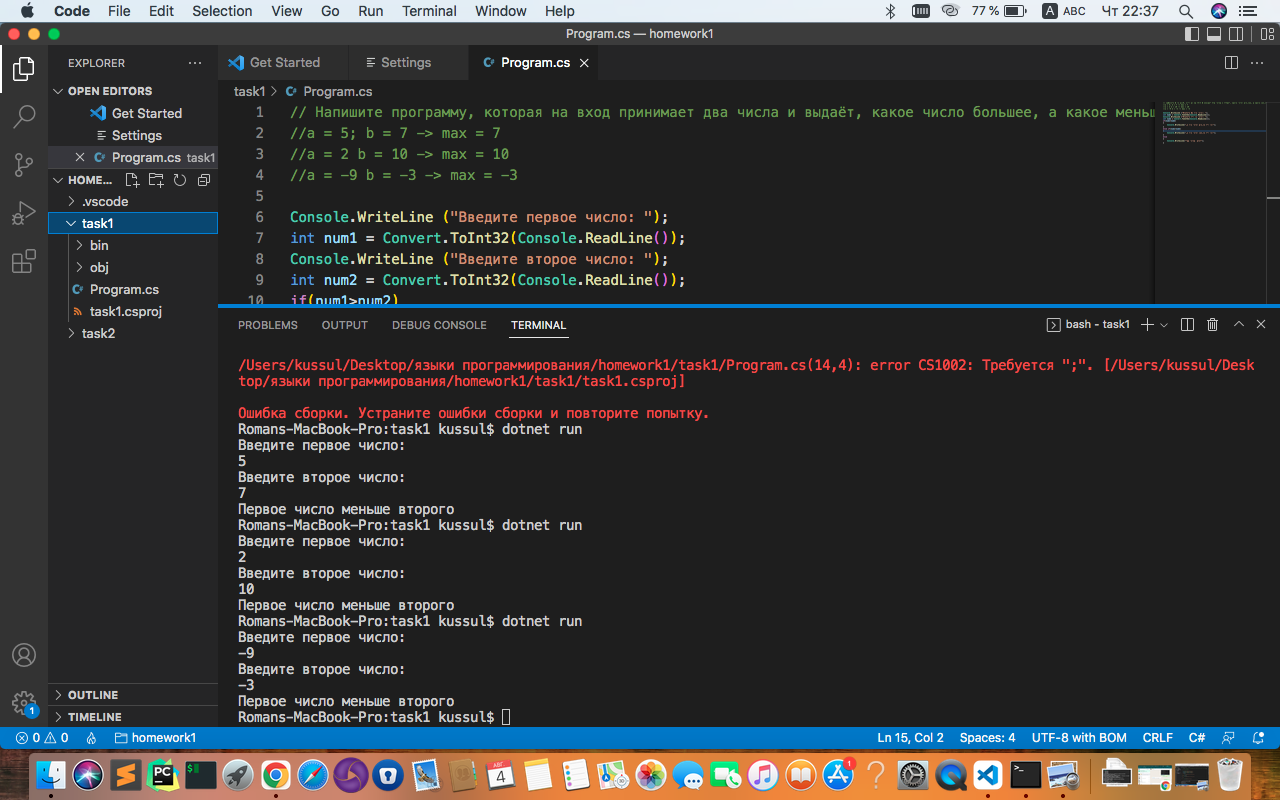 Code File Edit Selection View Go Run Terminal Window Help 77 % A ABC Чт 22:37
Program.cs — homework1
EXPLORER
OPEN EDITORS
Get Started
Settings
Program.cs task1
HOME...
.vscode
task1
bin
obj
Program.cs
task1.csproj
task2
OUTLINE
TIMELINE
Get Started Settings Program.cs
task1 > Program.cs
1 // Напишите программу, которая на вход принимает два числа и выдаёт, какое число большее, а какое меньш
2 //a = 5; b = 7 -> max = 7
3 //a = 2 b = 10 -> max = 10
4 //a = -9 b = -3 -> max = -3
5
6 Console.WriteLine ("Введите первое число: ");
7 int num1 = Convert.ToInt32(Console.ReadLine());
8 Console.WriteLine ("Введите второе число: ");
9 int num2 = Convert.ToInt32(Console.ReadLine());
10 if(num1>num2)
PROBLEMS OUTPUT DEBUG CONSOLE TERMINAL bash - task1
/Users/kussul/Desktop/языки программирования/homework1/task1/Program.cs(14,4): error CS1002: Требуется ";". [/Users/kussul/Desk
top/языки программирования/homework1/task1/task1.csproj]
Ошибка сборки. Устраните ошибки сборки и повторите попытку.
Romans-MacBook-Pro:task1 kussul$ dotnet run
Введите первое число:
5
Введите второе число:
7
Первое число меньше второго
Romans-MacBook-Pro:task1 kussul$ dotnet run
Введите первое число:
2
Введите второе число:
10
Первое число меньше второго
Romans-MacBook-Pro:task1 kussul$ dotnet run
Введите первое число:
-9
Введите второе число:
-3
Первое число меньше второго
Romans-MacBook-Pro:task1 kussul$
1
0 0 homework1 Ln 15, Col 2 Spaces: 4 UTF-8 with BOM CRLF C#
PC
АВГ
4
1